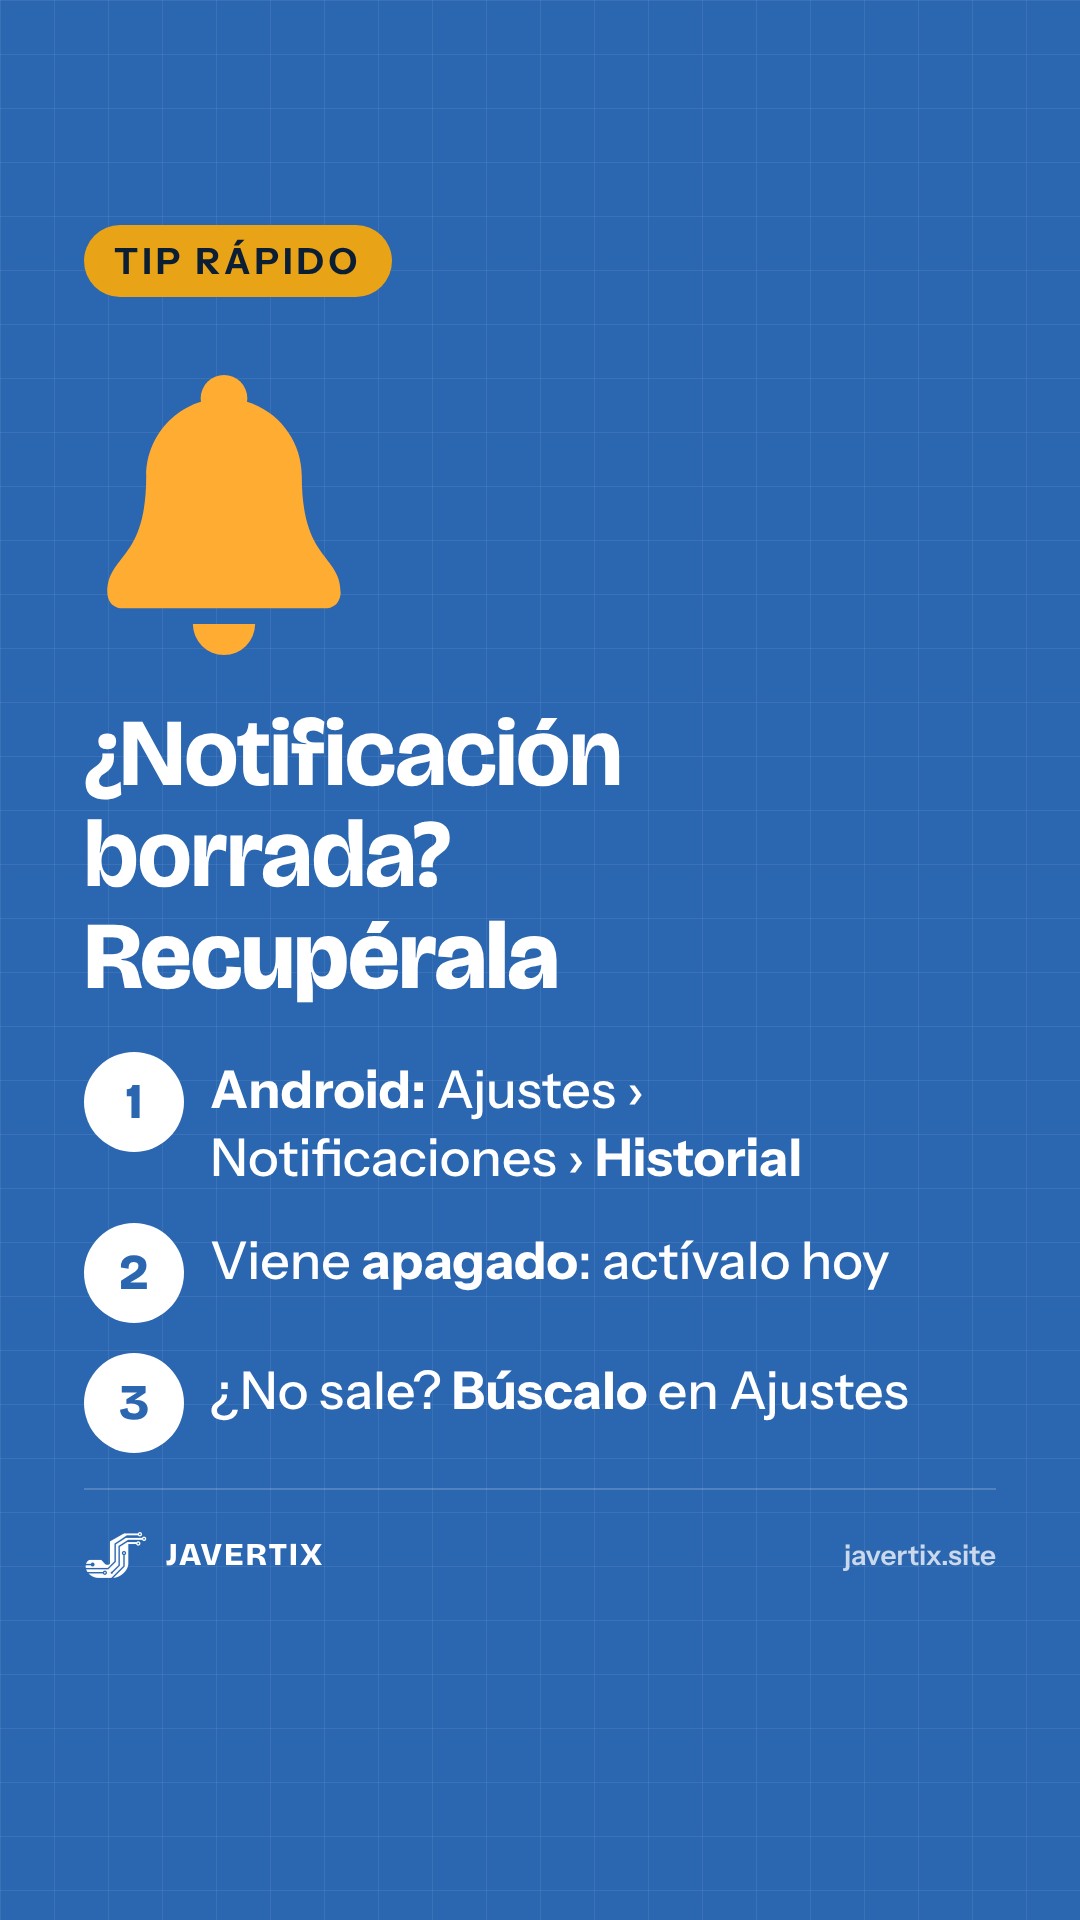 TIP RÁPIDO
¿Notificación
borrada?
Recupérala
1
Android: Ajustes ›
Notificaciones › Historial
2
Viene apagado: actívalo hoy
3
¿No sale? Búscalo en Ajustes
JAVERTIX
javertix.site